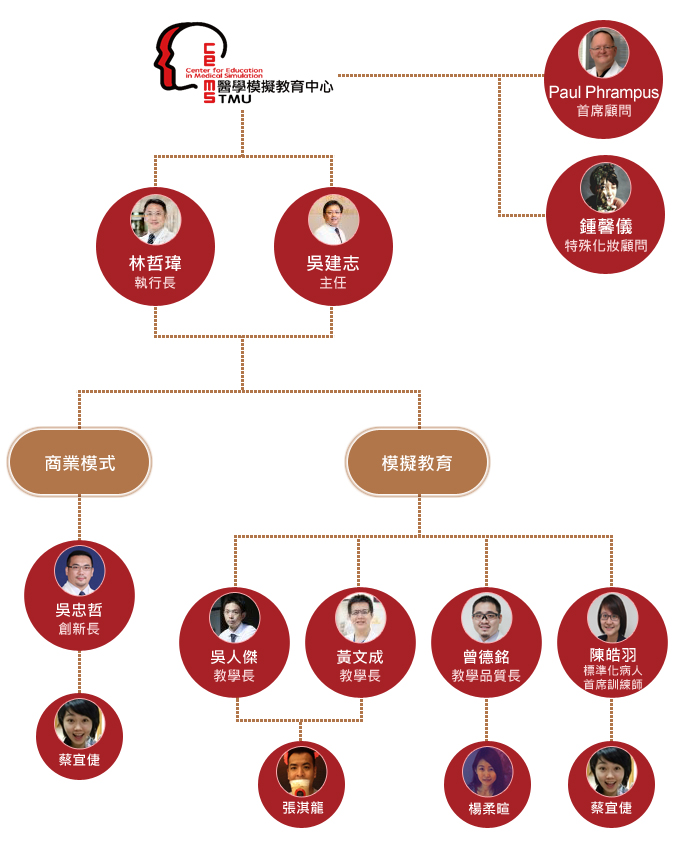 CEMS
Center for Education
in Medical Simulation
醫學模擬教育中心
TMU
Paul Phrampus
首席顧問
鍾馨儀
特殊化妝顧問
林哲瑋
執行長
吳建志
主任
商業模式
模擬教育
吳忠哲
創新長
蔡宜倢
吳人傑
教學長
黃文成
教學長
曾德銘
教學品質長
陳皓羽
標準化病人
首席訓練師
張淇龍
楊柔暄
蔡宜倢